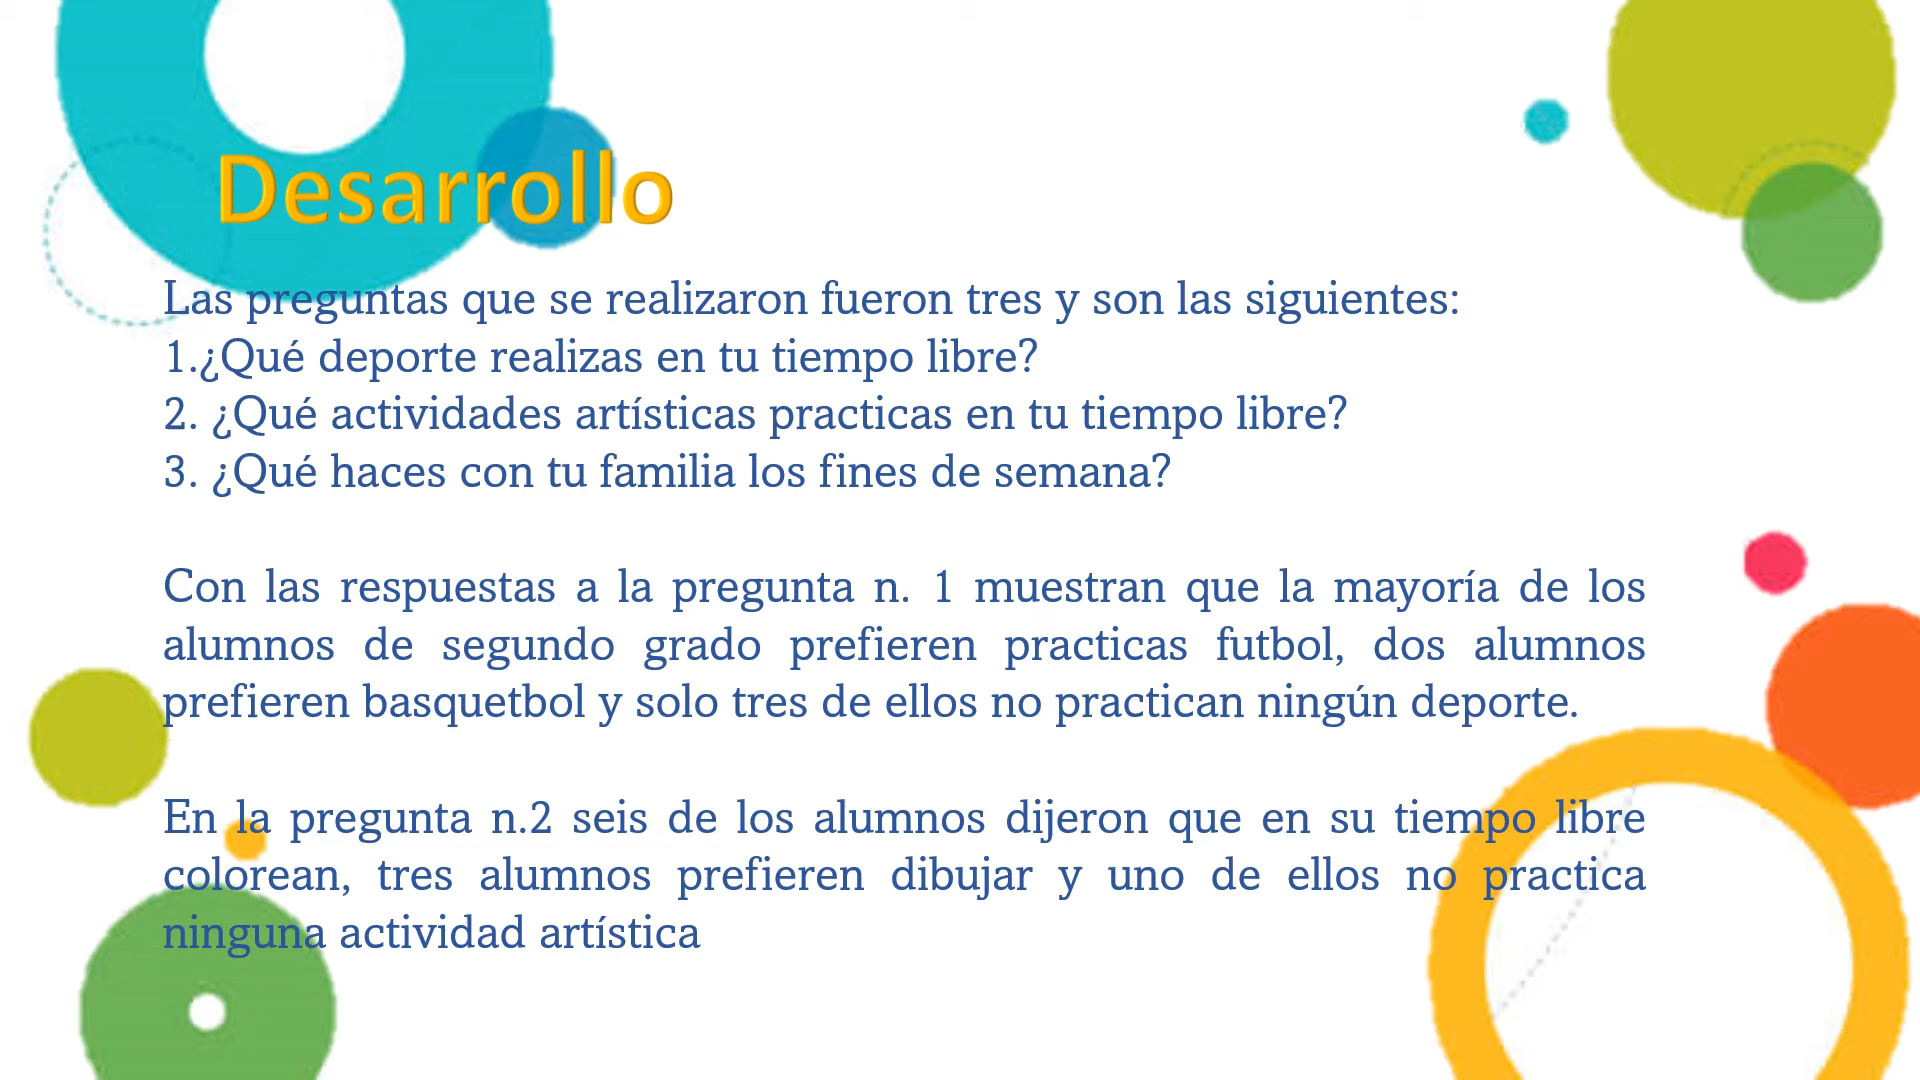 Desarrollo
Las preguntas que se realizaron fueron tres y son las siguientes:
1.¿Qué deporte realizas en tu tiempo libre?
2. ¿Qué actividades artísticas practicas en tu tiempo libre?
3. ¿Qué haces con tu familia los fines de semana?
Con las respuestas a la pregunta n. 1 muestran que la mayoría de los
alumnos de segundo grado prefieren practicas futbol, dos alumnos
prefieren basquetbol y solo tres de ellos no practican ningún deporte.
En la pregunta n.2 seis de los alumnos dijeron que en su tiempo libre
colorean, tres alumnos prefieren dibujar y uno de ellos no practica
ninguna actividad artística